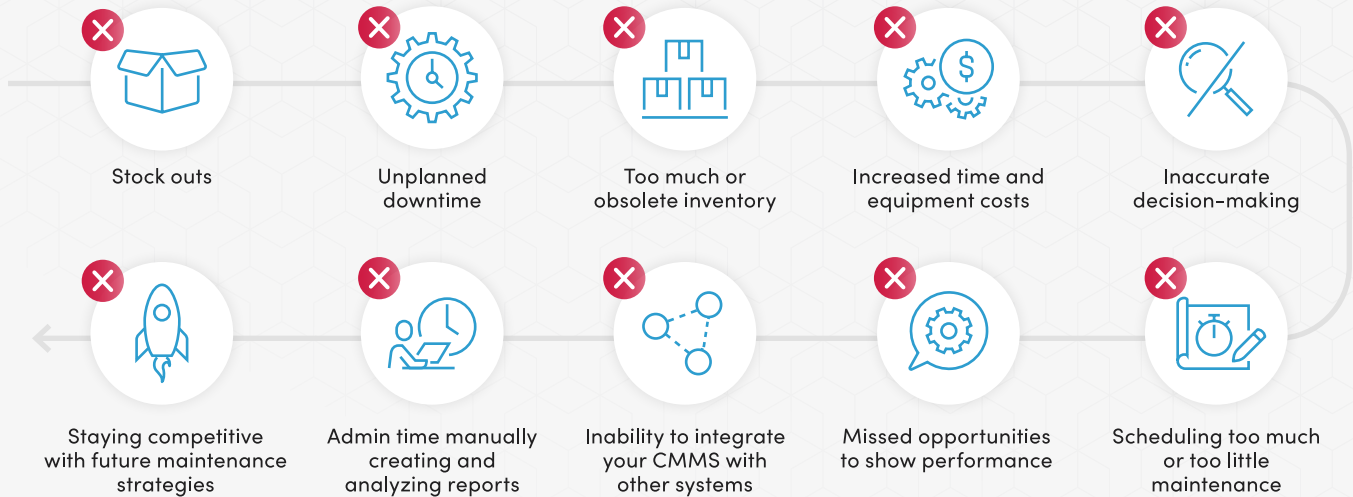 Stock outs
Unplanned
downtime
Too much or
obsolete inventory
Increased time and
equipment costs
Inaccurate
decision-making
Staying competitive
with future maintenance
strategies
Admin time manually
creating and
analyzing reports
Inability to integrate
your CMMS with
other systems
Missed opportunities
to show performance
Scheduling too much
or too little
maintenance